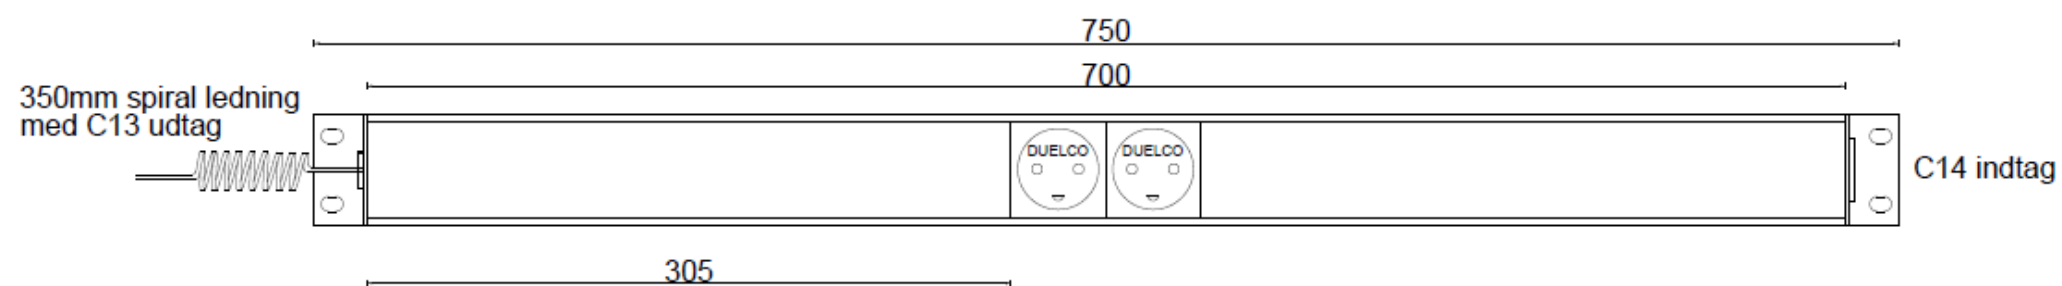 750
700
350mm spiral ledning
med C13 udtag
DUELCO DUELCO
C14 indtag
305